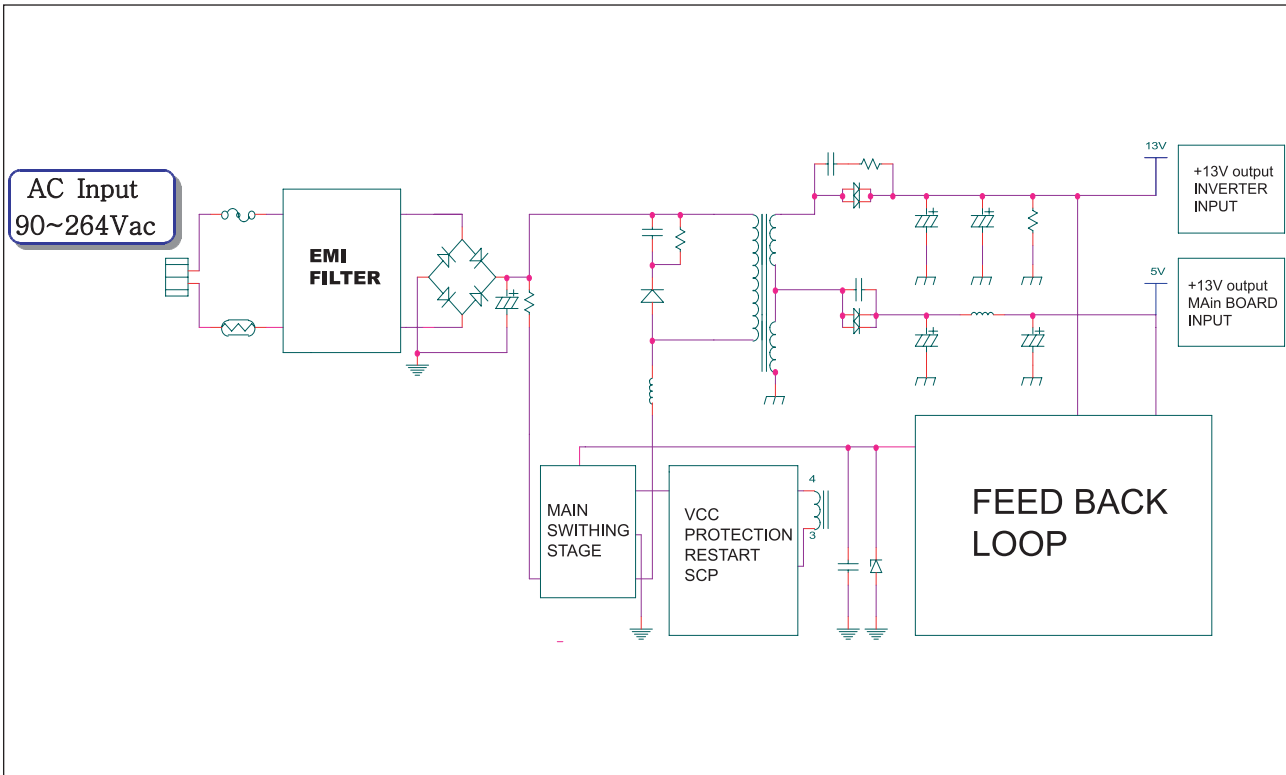 AC Input
90~264Vac
EMI
FILTER
13V
+13V output
INVERTER
INPUT
5V
+13V output
MAin BOARD
INPUT
MAIN
SWITHING
STAGE
VCC
PROTECTION
RESTART
SCP
4
3
FEED BACK
LOOP